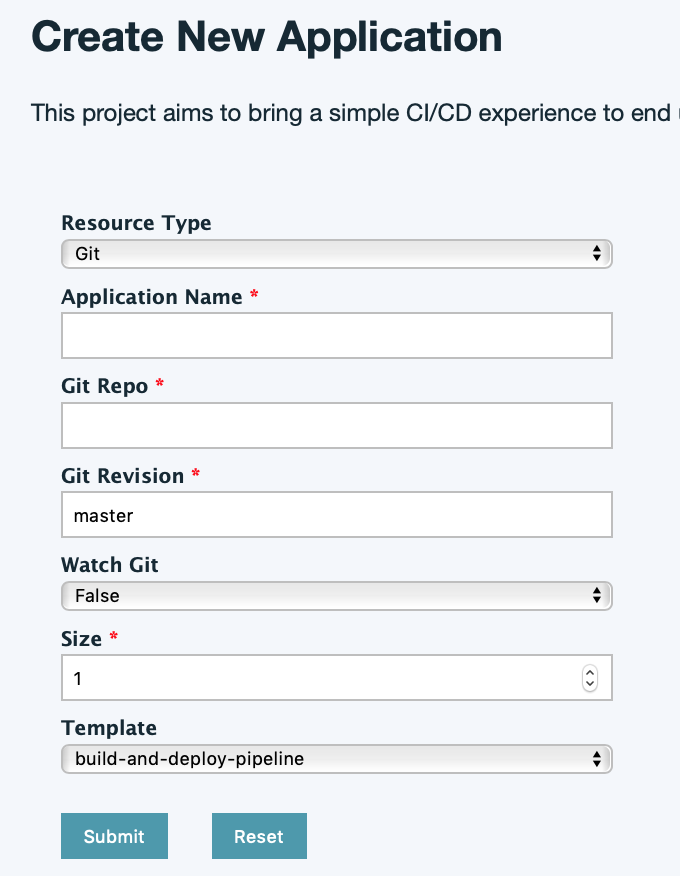 Create New Application
This project aims to bring a simple CI/CD experience to end
Resource Type
Git
Application Name *
Git Repo *
Git Revision *
master
Watch Git
False
Size *
1
Template
build-and-deploy-pipeline
Submit Reset